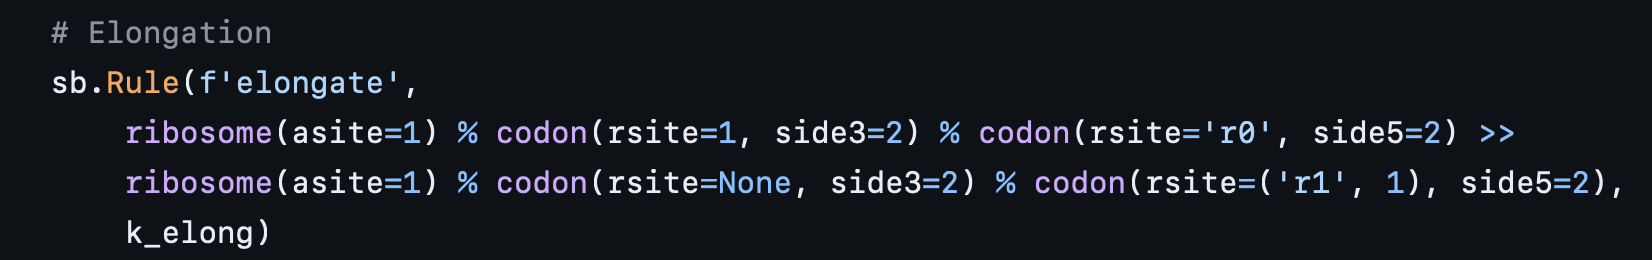 # Elongation
sb.Rule(f'elongate',
    ribosome(asite=1) % codon(rsite=1, side3=2) % codon(rsite='r0', side5=2) >>
    ribosome(asite=1) % codon(rsite=None, side3=2) % codon(rsite=('r1', 1), side5=2),
    k_elong)